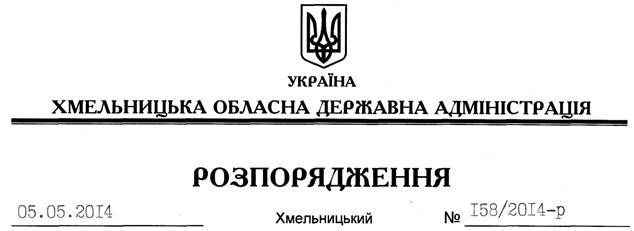 УКРАЇНА
ХМЕЛЬНИЦЬКА ОБЛАСНА ДЕРЖАВНА АДМІНІСТРАЦІЯ
РОЗПОРЯДЖЕННЯ
05.05.2014 Хмельницький № 158/2014-р